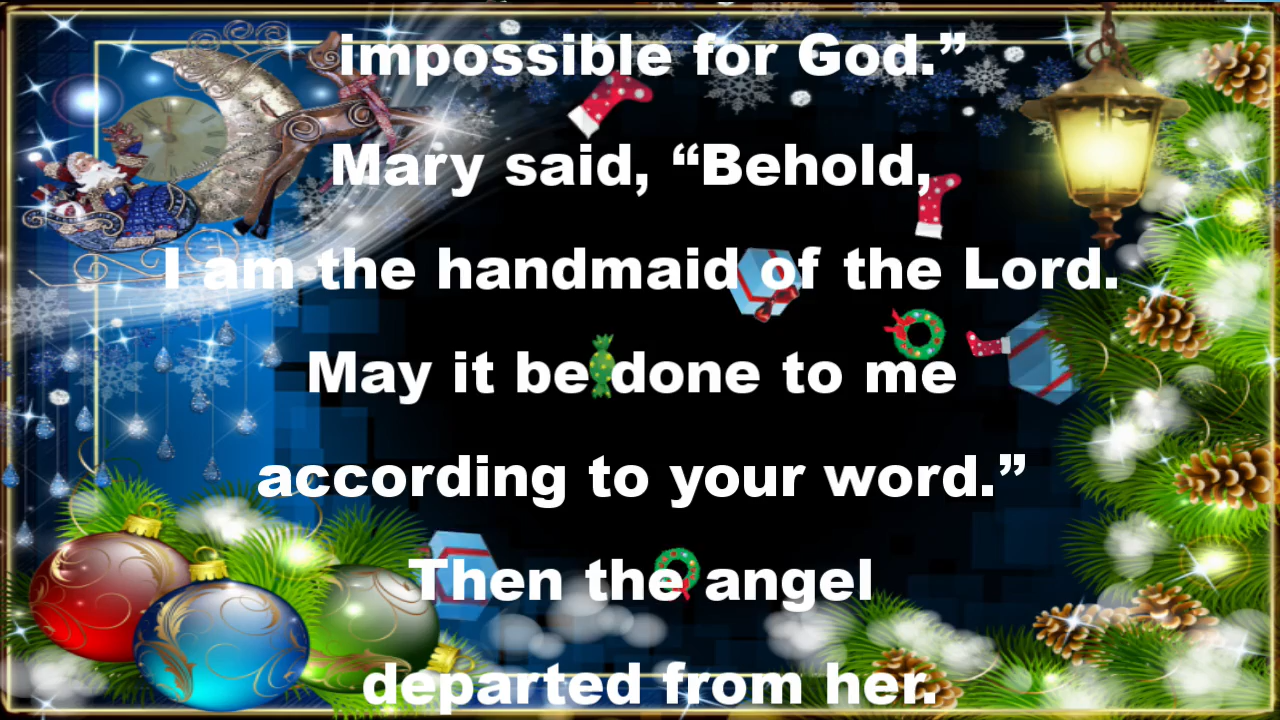 impossible for God.”
Mary said, “Behold,
I am the handmaid of the Lord.
May it be done to me
according to your word.”
Then the angel
departed from her.